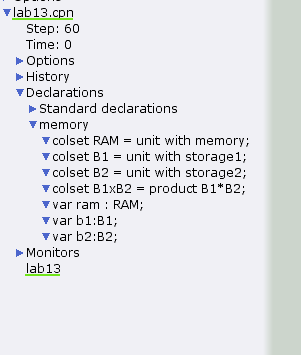 lab13.cpn
Step: 60
Time: 0
Options
History
Declarations
Standard declarations
memory
colset RAM = unit with memory;
colset B1 = unit with storage1;
colset B2 = unit with storage2;
colset B1xB2 = product B1*B2;
var ram : RAM;
var b1:B1;
var b2:B2;
Monitors
lab13